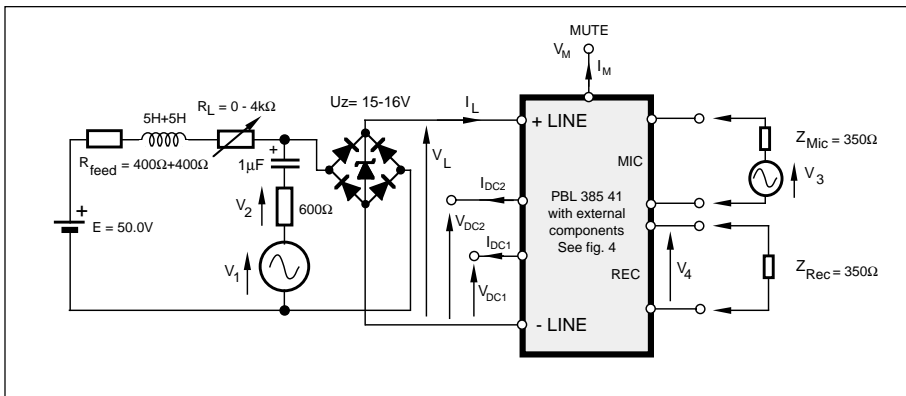 MUTE
V_M
I_M
R_L = 0 - 4kΩ
Uz= 15-16V
I_L
5H+5H
+ LINE
Z_Mic = 350Ω
+
R_feed = 400Ω+400Ω
1µF
V_L
MIC
V_3
I_DC2
PBL 385 41
with external
components
See fig. 4
V_2
600Ω
V_DC2
+
E = 50.0V
I_DC1
REC
V_4
Z_Rec = 350Ω
V_1
V_DC1
- LINE